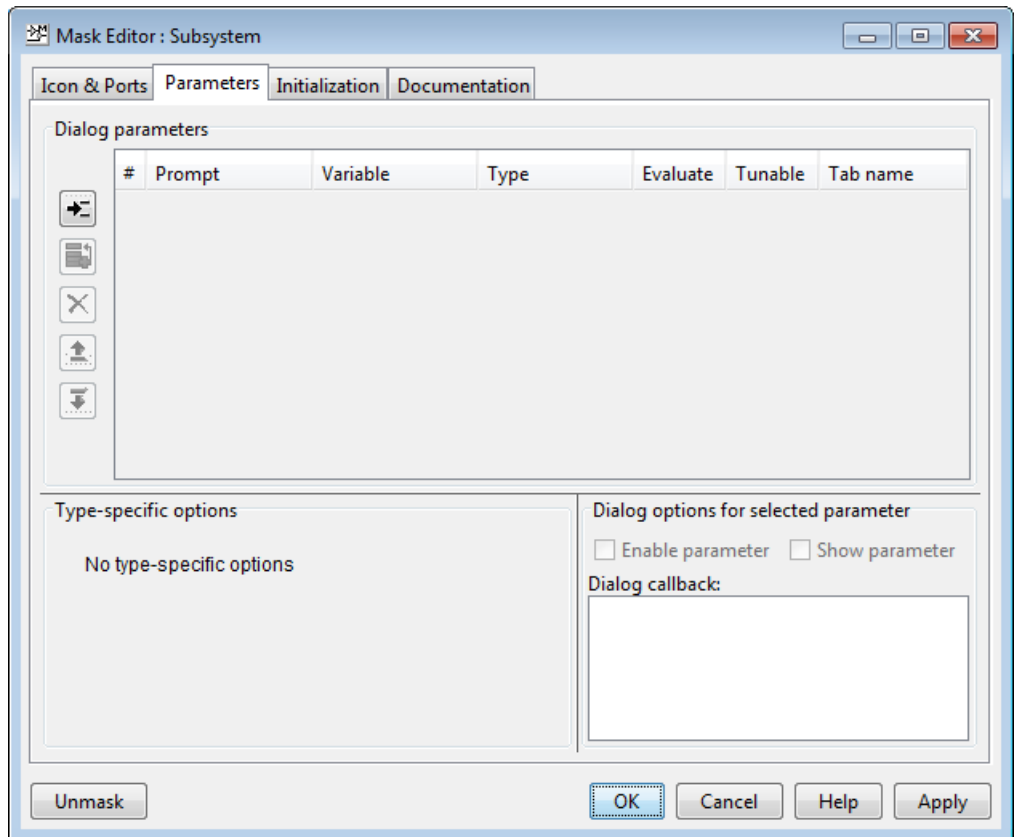 Mask Editor : Subsystem
Icon & Ports Parameters Initialization Documentation
Dialog parameters
# Prompt Variable Type Evaluate Tunable Tab name
Type-specific options
No type-specific options
Dialog options for selected parameter
Enable parameter Show parameter
Dialog callback:
Unmask OK Cancel Help Apply